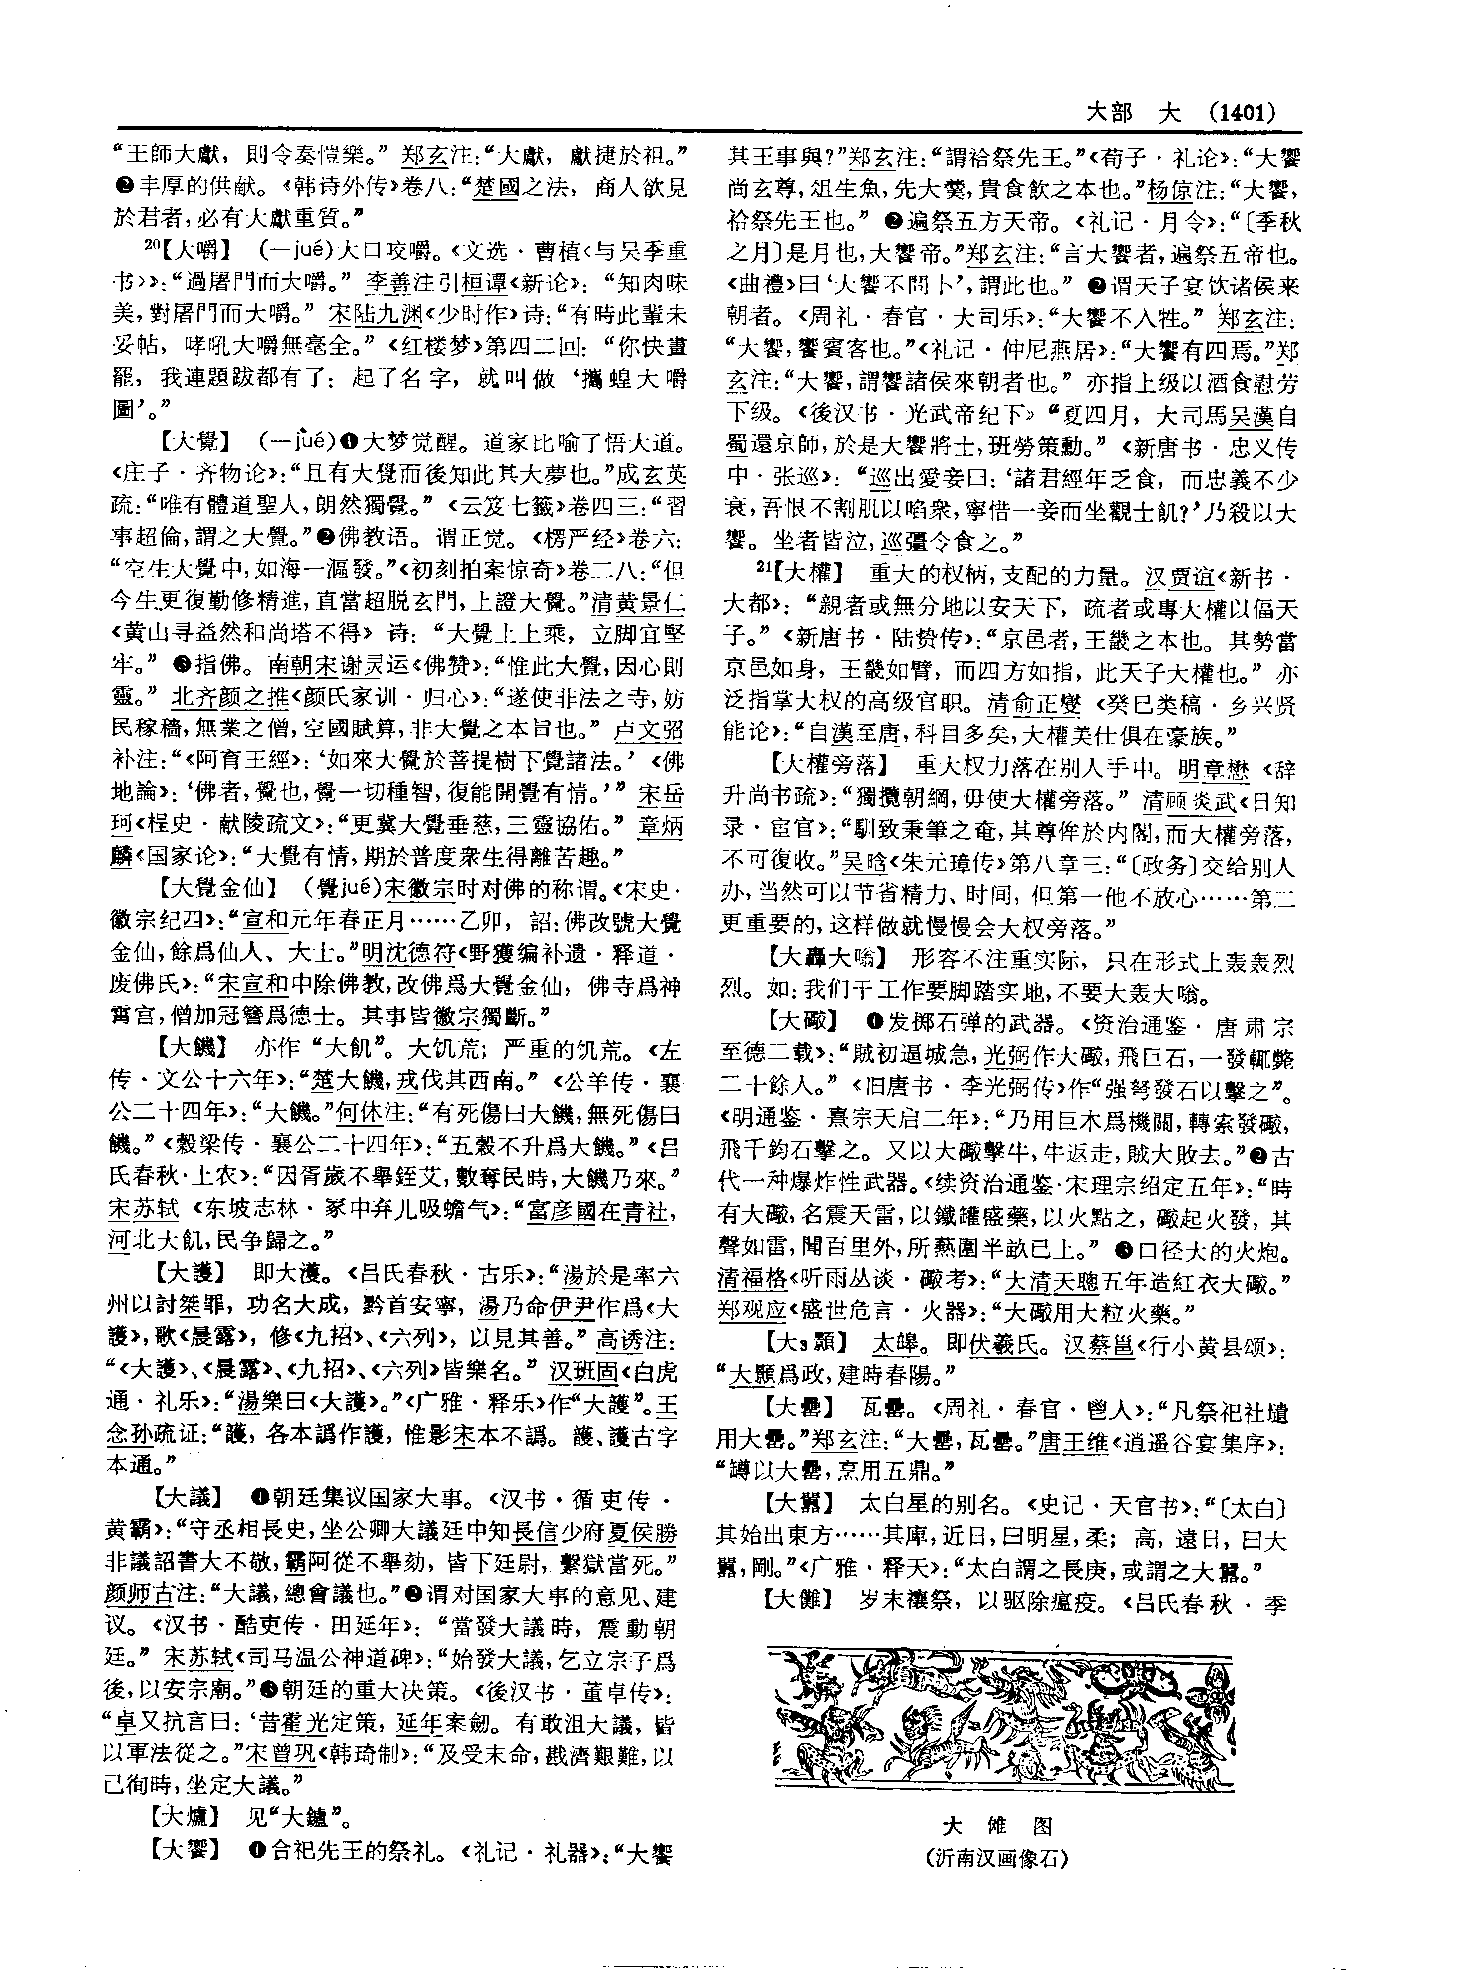 大部　大　(1401)
“王師大獻，則令奏愷樂。”郑玄注：“大獻，獻捷於祖。”
❷丰厚的供献。《韩诗外传》卷八：“楚國之法，商人欲見
於君者，必有大獻重質。”
²⁰【大嚼】　(—jué)大口咬嚼。《文选·曹植〈与吴季重
书〉》：“過屠門而大嚼。”李善注引桓谭《新论》：“知肉味
美，對屠門而大嚼。”宋陆九渊《少时作》诗：“有時此輩未
妥帖，哮吼大嚼無毫全。”《红楼梦》第四二回：“你快畫
罷，我連題跋都有了：起了名字，就叫做‘攜蝗大嚼
圖’。”
【大覺】　(—jué)❶大梦觉醒。道家比喻了悟大道。
《庄子·齐物论》：“且有大覺而後知此其大夢也。”成玄英
疏：“唯有體道聖人，朗然獨覺。”《云笈七籤》卷四三：“習
事超倫，謂之大覺。”❷佛教语。谓正觉。《楞严经》卷六：
“空生大覺中，如海一漚發。”《初刻拍案惊奇》卷二八：“但
今生更復勤修精進，直當超脱玄門，上證大覺。”清黄景仁
《黄山寻益然和尚塔不得》诗：“大覺上上乘，立脚宜堅
牢。”❸指佛。南朝宋谢灵运《佛赞》：“惟此大覺，因心則
靈。”北齐颜之推《颜氏家训·归心》：“遂使非法之寺，妨
民稼穡，無業之僧，空國賦算，非大覺之本旨也。”卢文弨
补注：“《阿育王經》：‘如來大覺於菩提樹下覺諸法。’《佛
地論》：‘佛者，覺也，覺一切種智，復能開覺有情。’”宋岳
珂《桯史·献陵疏文》：“更冀大覺垂慈，三靈協佑。”章炳
麟《国家论》：“大覺有情，期於普度衆生得離苦趣。”
【大覺金仙】　(覺jué)宋徽宗时对佛的称谓。《宋史·
徽宗纪四》：“宣和元年春正月……乙卯，詔：佛改號大覺
金仙，餘爲仙人、大士。”明沈德符《野獲编补遗·释道·
废佛氏》：“宋宣和中除佛教，改佛爲大覺金仙，佛寺爲神
霄宫，僧加冠簪爲德士。其事皆徽宗獨斷。”
【大饑】　亦作“大飢”。大饥荒；严重的饥荒。《左
传·文公十六年》：“楚大饑，戎伐其西南。”《公羊传·襄
公二十四年》：“大饑。”何休注：“有死傷曰大饑，無死傷曰
饑。”《穀梁传·襄公二十四年》：“五穀不升爲大饑。”《吕
氏春秋·上农》：“因胥歲不舉銍艾，數奪民時，大饑乃來。”
宋苏轼《东坡志林·冢中弃儿吸蟾气》：“富彦國在青社，
河北大飢，民争歸之。”
【大護】　即大濩。《吕氏春秋·古乐》：“湯於是率六
州以討桀罪，功名大成，黔首安寧，湯乃命伊尹作爲《大
護》，歌《晨露》，修《九招》、《六列》，以見其善。”高诱注：
“《大護》、《晨露》、《九招》、《六列》皆樂名。”汉班固《白虎
通·礼乐》：“湯樂曰《大護》。”《广雅·释乐》作“大護”。王
念孙疏证：“護，各本譌作護，惟影宋本不譌。護、護古字
本通。”
【大議】　❶朝廷集议国家大事。《汉书·循吏传·
黄霸》：“守丞相長史，坐公卿大議廷中知長信少府夏侯勝
非議詔書大不敬，霸阿從不舉劾，皆下廷尉，繫獄當死。”
颜师古注：“大議，總會議也。”❷谓对国家大事的意见、建
议。《汉书·酷吏传·田延年》：“當發大議時，震動朝
廷。”宋苏轼《司马温公神道碑》：“始發大議，乞立宗子爲
後，以安宗廟。”❸朝廷的重大决策。《後汉书·董卓传》：
“卓又抗言曰：‘昔霍光定策，延年案劒。有敢沮大議，皆
以軍法從之。’”宋曾巩《韩琦制》：“及受末命，戡濟艱難，以
己徇時，坐定大議。”
【大爐】　见“大鑪”。
【大饗】　❶合祀先王的祭礼。《礼记·礼器》：“大饗
其王事與？”郑玄注：“謂祫祭先王。”《荀子·礼论》：“大饗
尚玄尊，俎生魚，先大羹，貴食飲之本也。”杨倞注：“大饗，
祫祭先王也。”❷遍祭五方天帝。《礼记·月令》：“〔季秋
之月〕是月也，大饗帝。”郑玄注：“言大饗者，遍祭五帝也。
《曲禮》曰‘大饗不問卜’，謂此也。”❷谓天子宴饮诸侯来
朝者。《周礼·春官·大司乐》：“大饗不入牲。”郑玄注：
“大饗，饗賓客也。”《礼记·仲尼燕居》：“大饗有四焉。”郑
玄注：“大饗，謂饗諸侯來朝者也。”亦指上级以酒食慰劳
下级。《後汉书·光武帝纪下》“夏四月，大司馬吴漢自
蜀還京師，於是大饗將士，班勞策勳。”《新唐书·忠义传
中·张巡》：“巡出愛妾曰：‘諸君經年乏食，而忠義不少
衰，吾恨不割肌以啗衆，寧惜一妾而坐觀士飢？’乃殺以大
饗。坐者皆泣，巡彊令食之。”
²¹【大權】　重大的权柄，支配的力量。汉贾谊《新书·
大都》：“親者或無分地以安天下，疏者或專大權以偪天
子。”《新唐书·陆贽传》：“京邑者，王畿之本也。其勢當
京邑如身，王畿如臂，而四方如指，此天子大權也。”亦
泛指掌大权的高级官职。清俞正燮《癸巳类稿·乡兴贤
能论》：“自漢至唐，科目多矣，大權美仕俱在豪族。”
【大權旁落】　重大权力落在别人手中。明章懋《辞
升尚书疏》：“獨攬朝綱，毋使大權旁落。”清顾炎武《日知
录·宦官》：“馴致秉筆之奄，其尊侔於内閣，而大權旁落，
不可復收。”吴晗《朱元璋传》第八章三：“〔政务〕交给别人
办，当然可以节省精力、时间，但第一他不放心……第二
更重要的，这样做就慢慢会大权旁落。”
【大轟大嗡】　形容不注重实际，只在形式上轰轰烈
烈。如：我们干工作要脚踏实地，不要大轰大嗡。
【大礮】　❶发掷石弹的武器。《资治通鉴·唐肃宗
至德二载》：“賊初逼城急，光弼作大礮，飛巨石，一發輒斃
二十餘人。”《旧唐书·李光弼传》作“强弩發石以擊之”。
《明通鉴·熹宗天启二年》：“乃用巨木爲機關，轉索發礮，
飛千鈞石擊之。又以大礮擊牛，牛返走，賊大敗去。”❷古
代一种爆炸性武器。《续资治通鉴·宋理宗绍定五年》：“時
有大礮，名震天雷，以鐵罐盛藥，以火點之，礮起火發，其
聲如雷，聞百里外，所爇圍半畝已上。”❸口径大的火炮。
清福格《听雨丛谈·礮考》：“大清天聰五年造紅衣大礮。”
郑观应《盛世危言·火器》：“大礮用大粒火藥。”
【大₃顥】　太皞。即伏羲氏。汉蔡邕《行小黄县颂》：
“大顥爲政，建時春陽。”
【大罍】　瓦罍。《周礼·春官·鬯人》：“凡祭祀社壝
用大罍。”郑玄注：“大罍，瓦罍。”唐王维《逍遥谷宴集序》：
“罇以大罍，烹用五鼎。”
【大囂】　太白星的别名。《史记·天官书》：“〔太白〕
其始出東方……其庳，近日，曰明星，柔；高，遠日，曰大
囂，剛。”《广雅·释天》：“太白謂之長庚，或謂之大囂。”
【大儺】　岁末禳祭，以驱除瘟疫。《吕氏春秋·季
大　傩　图
(沂南汉画像石)